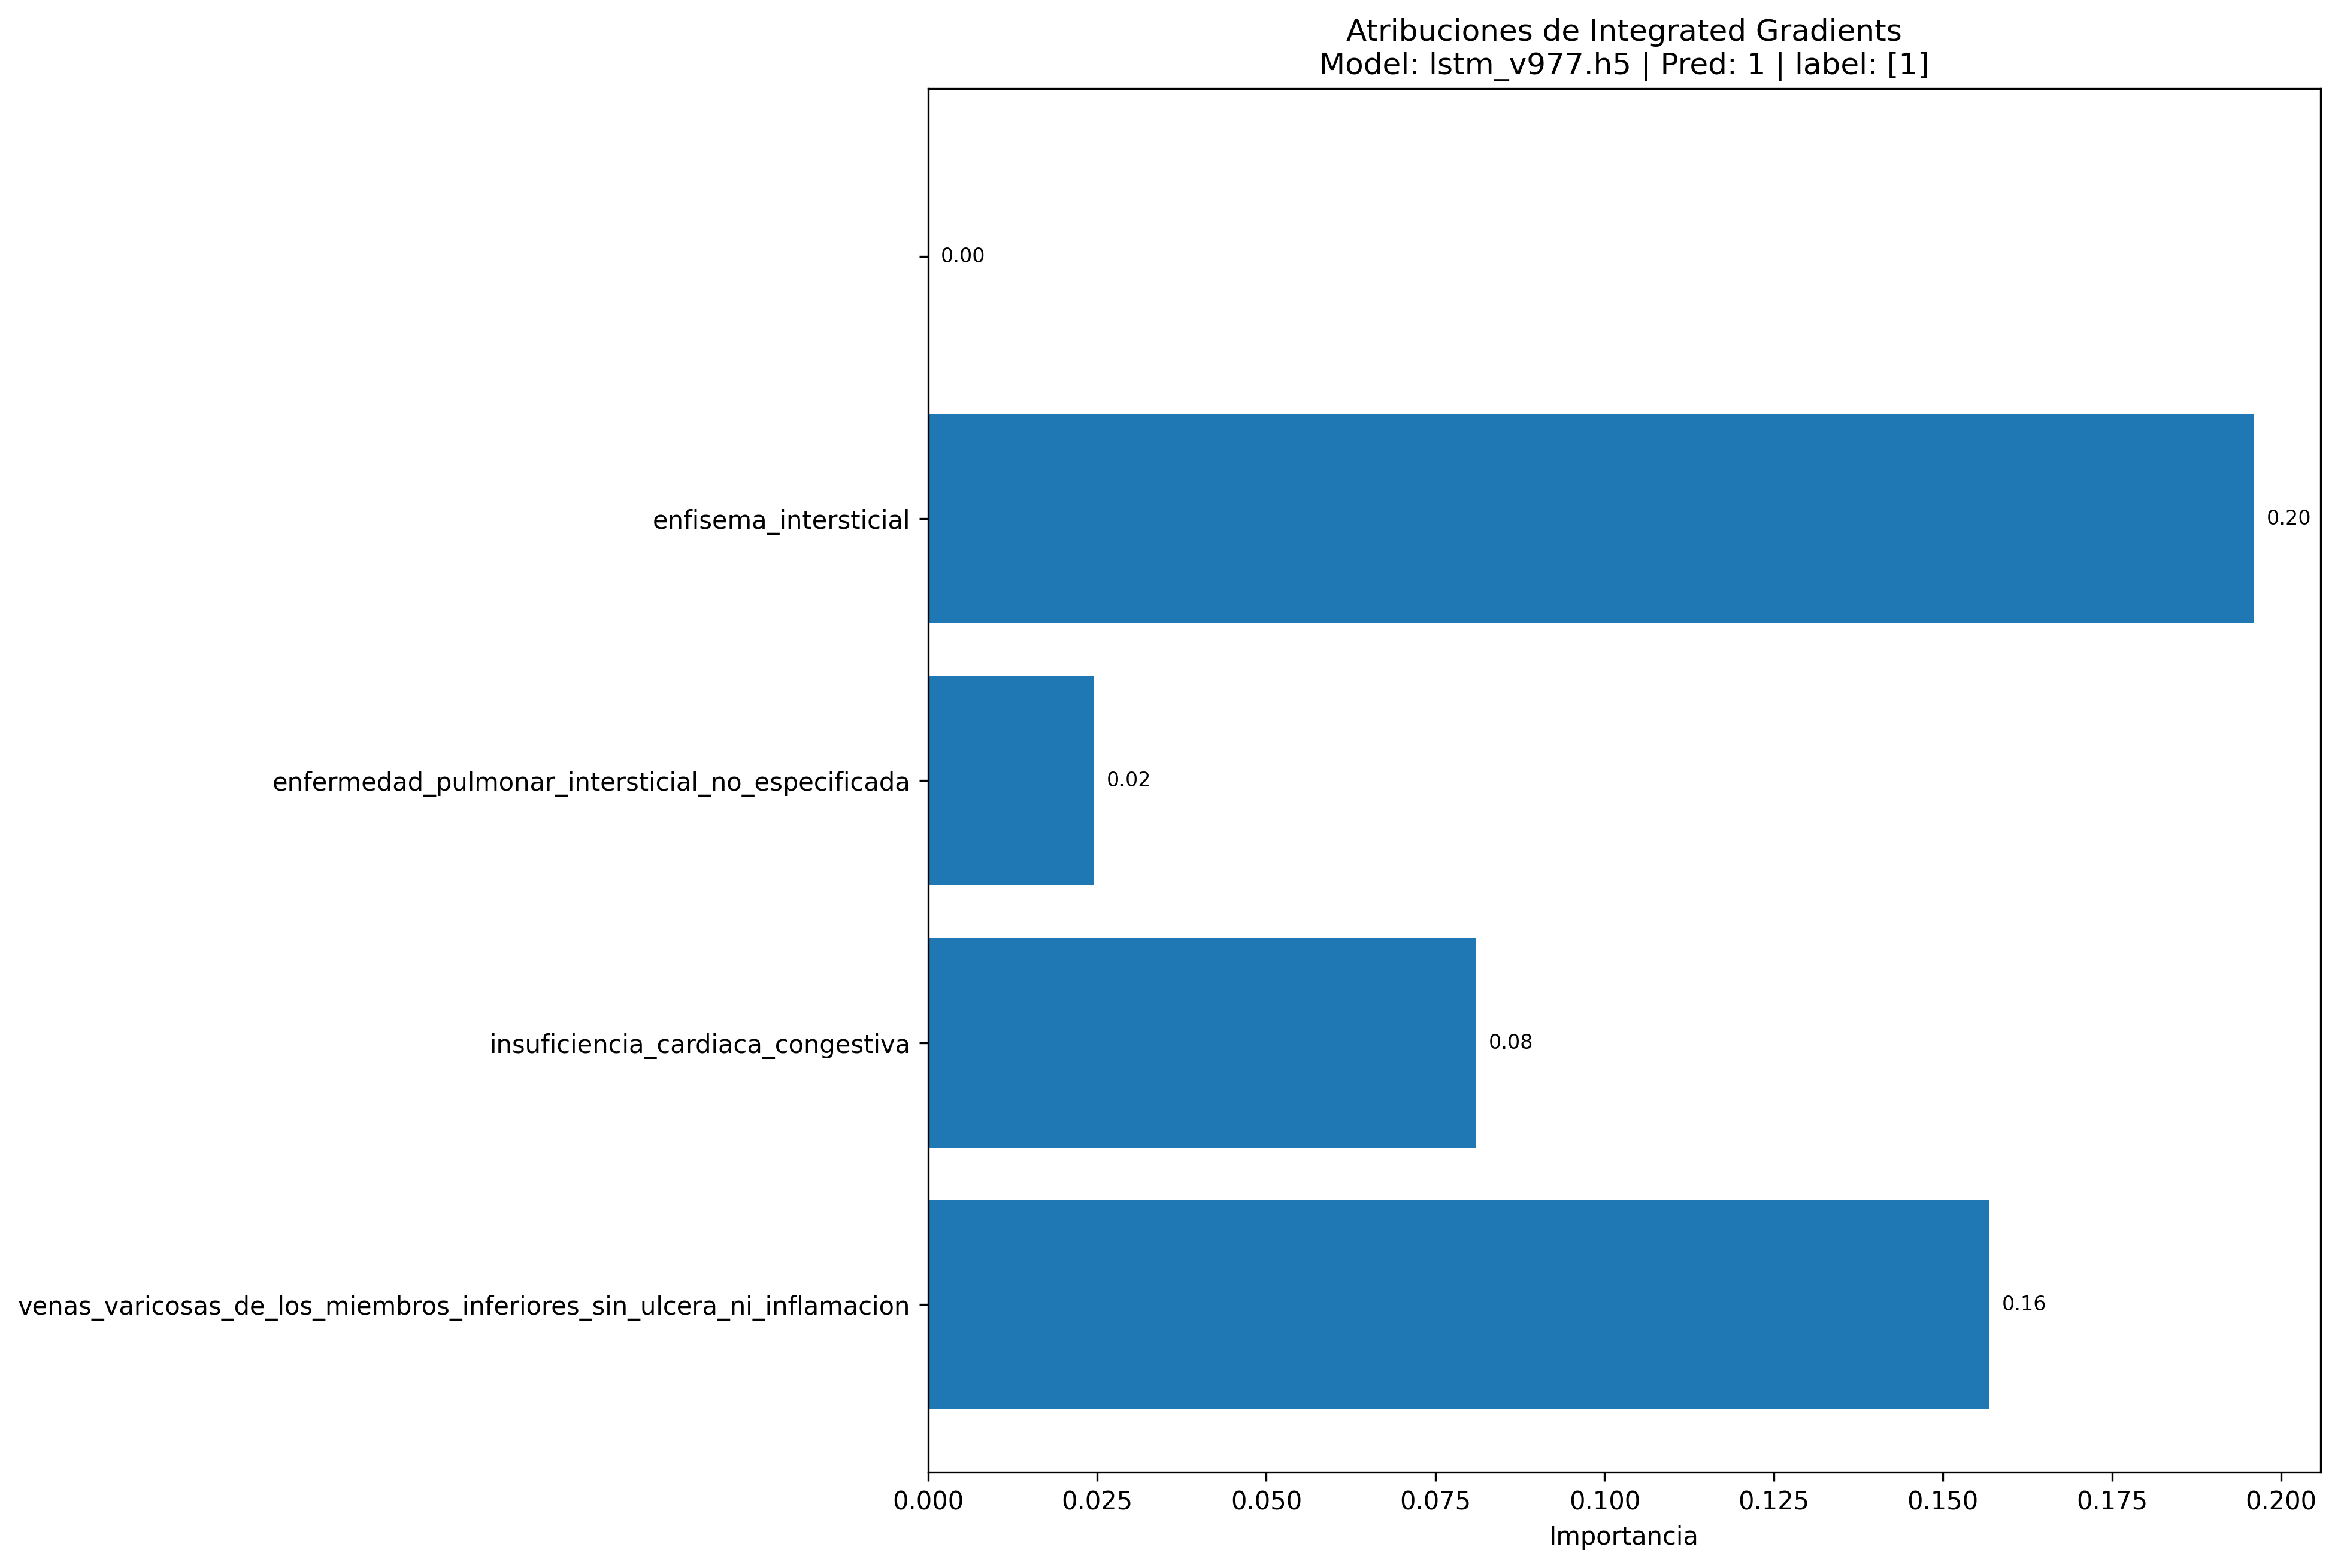 Atribuciones de Integrated Gradients
Model: lstm_v977.h5 | Pred: 1 | label: [1]
0.00
enfisema_intersticial
0.20
enfermedad_pulmonar_intersticial_no_especificada
0.02
insuficiencia_cardiaca_congestiva
0.08
venas_varicosas_de_los_miembros_inferiores_sin_ulcera_ni_inflamacion
0.16
0.000 0.025 0.050 0.075 0.100 0.125 0.150 0.175 0.200
Importancia